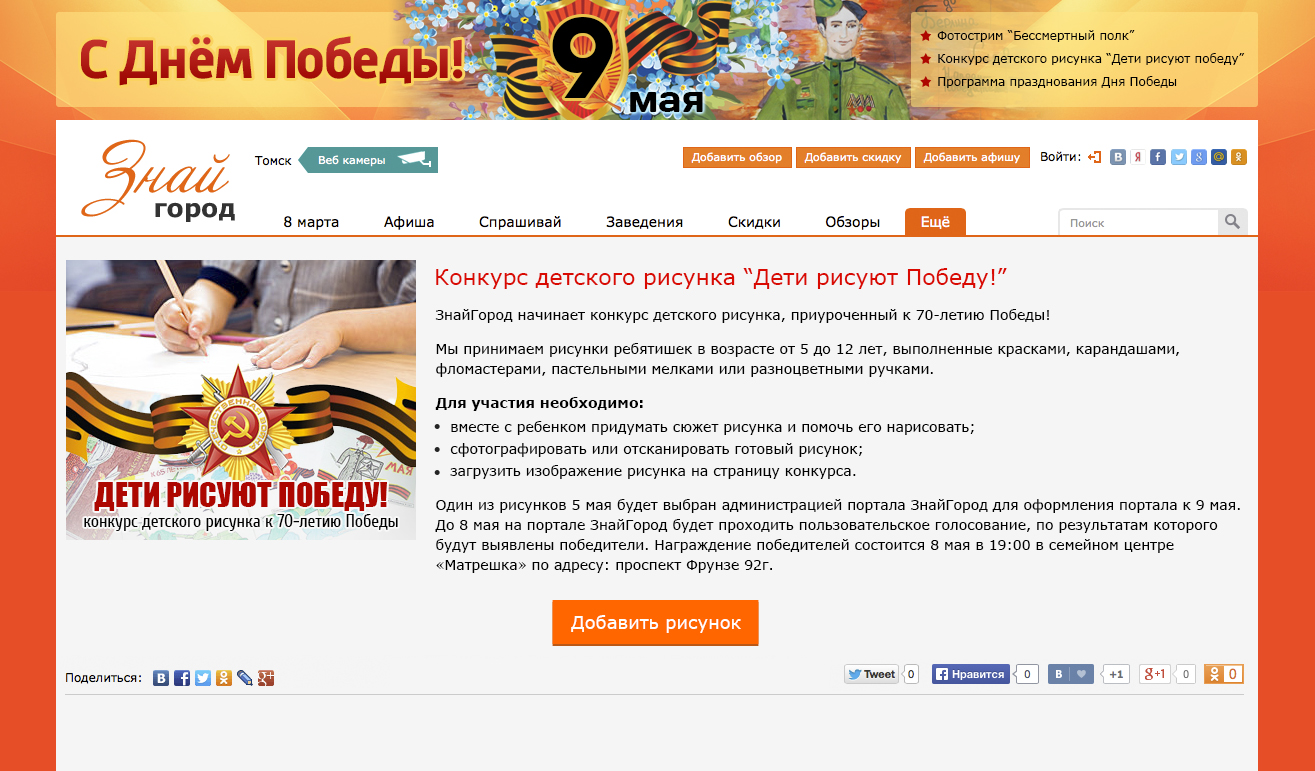 С Днём Победы!
9
мая
Фотострим “Бессмертный полк”
Конкурс детского рисунка “Дети рисуют победу”
Программа празднования Дня Победы
Знай
город
Томск
Веб камеры
Добавить обзор
Добавить скидку
Добавить афишу
Войти:
8 марта
Афиша
Спрашивай
Заведения
Скидки
Обзоры
Ещё
Поиск
ОТЕЧЕСТВЕННАЯ ВОЙНА
МАЯ
ДЕТИ РИСУЮТ ПОБЕДУ!
конкурс детского рисунка к 70-летию Победы
Конкурс детского рисунка “Дети рисуют Победу!”
ЗнайГород начинает конкурс детского рисунка, приуроченный к 70-летию Победы!
Мы принимаем рисунки ребятишек в возрасте от 5 до 12 лет, выполненные красками, карандашами,
фломастерами, пастельными мелками или разноцветными ручками.
Для участия необходимо:
• вместе с ребенком придумать сюжет рисунка и помочь его нарисовать;
• сфотографировать или отсканировать готовый рисунок;
• загрузить изображение рисунка на страницу конкурса.
Один из рисунков 5 мая будет выбран администрацией портала ЗнайГород для оформления портала к 9 мая.
До 8 мая на портале ЗнайГород будет проходить пользовательское голосование, по результатам которого
будут выявлены победители. Награждение победителей состоится 8 мая в 19:00 в семейном центре
«Матрешка» по адресу: проспект Фрунзе 92г.
Добавить рисунок
Поделиться:
Tweet
0
Нравится
0
В
+1
g+1
0
0